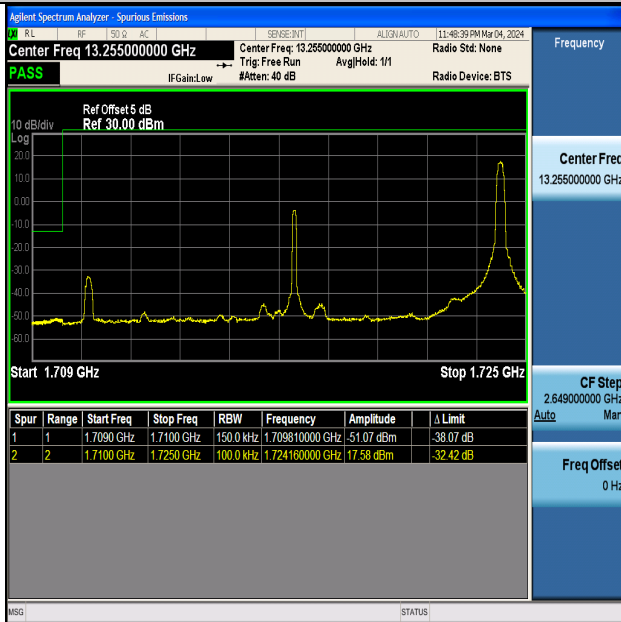 Agilent Spectrum Analyzer - Spurious Emissions
RL RF 50 Ω AC SENSE:INT ALIGN AUTO 11:48:39 PM Mar 04, 2024
Center Freq 13.255000000 GHz Center Freq: 13.255000000 GHz Radio Std: None
Trig: Free Run Avg|Hold: 1/1
PASS IFGain:Low #Atten: 40 dB Radio Device: BTS
Frequency
Ref Offset 5 dB
10 dB/div Ref 30.00 dBm
Log
20.0
10.0
0.00
-10.0
-20.0
-30.0
-40.0
-50.0
-60.0
Start 1.709 GHz Stop 1.725 GHz
Spur Range Start Freq Stop Freq RBW Frequency Amplitude Δ Limit
1 1 1.7090 GHz 1.7100 GHz 150.0 kHz 1.709810000 GHz -51.07 dBm -38.07 dB
2 2 1.7100 GHz 1.7250 GHz 100.0 kHz 1.724160000 GHz 17.58 dBm -32.42 dB
Center Freq
13.255000000 GHz
CF Step
2.649000000 GHz
Auto Man
Freq Offset
0 Hz
MSG STATUS